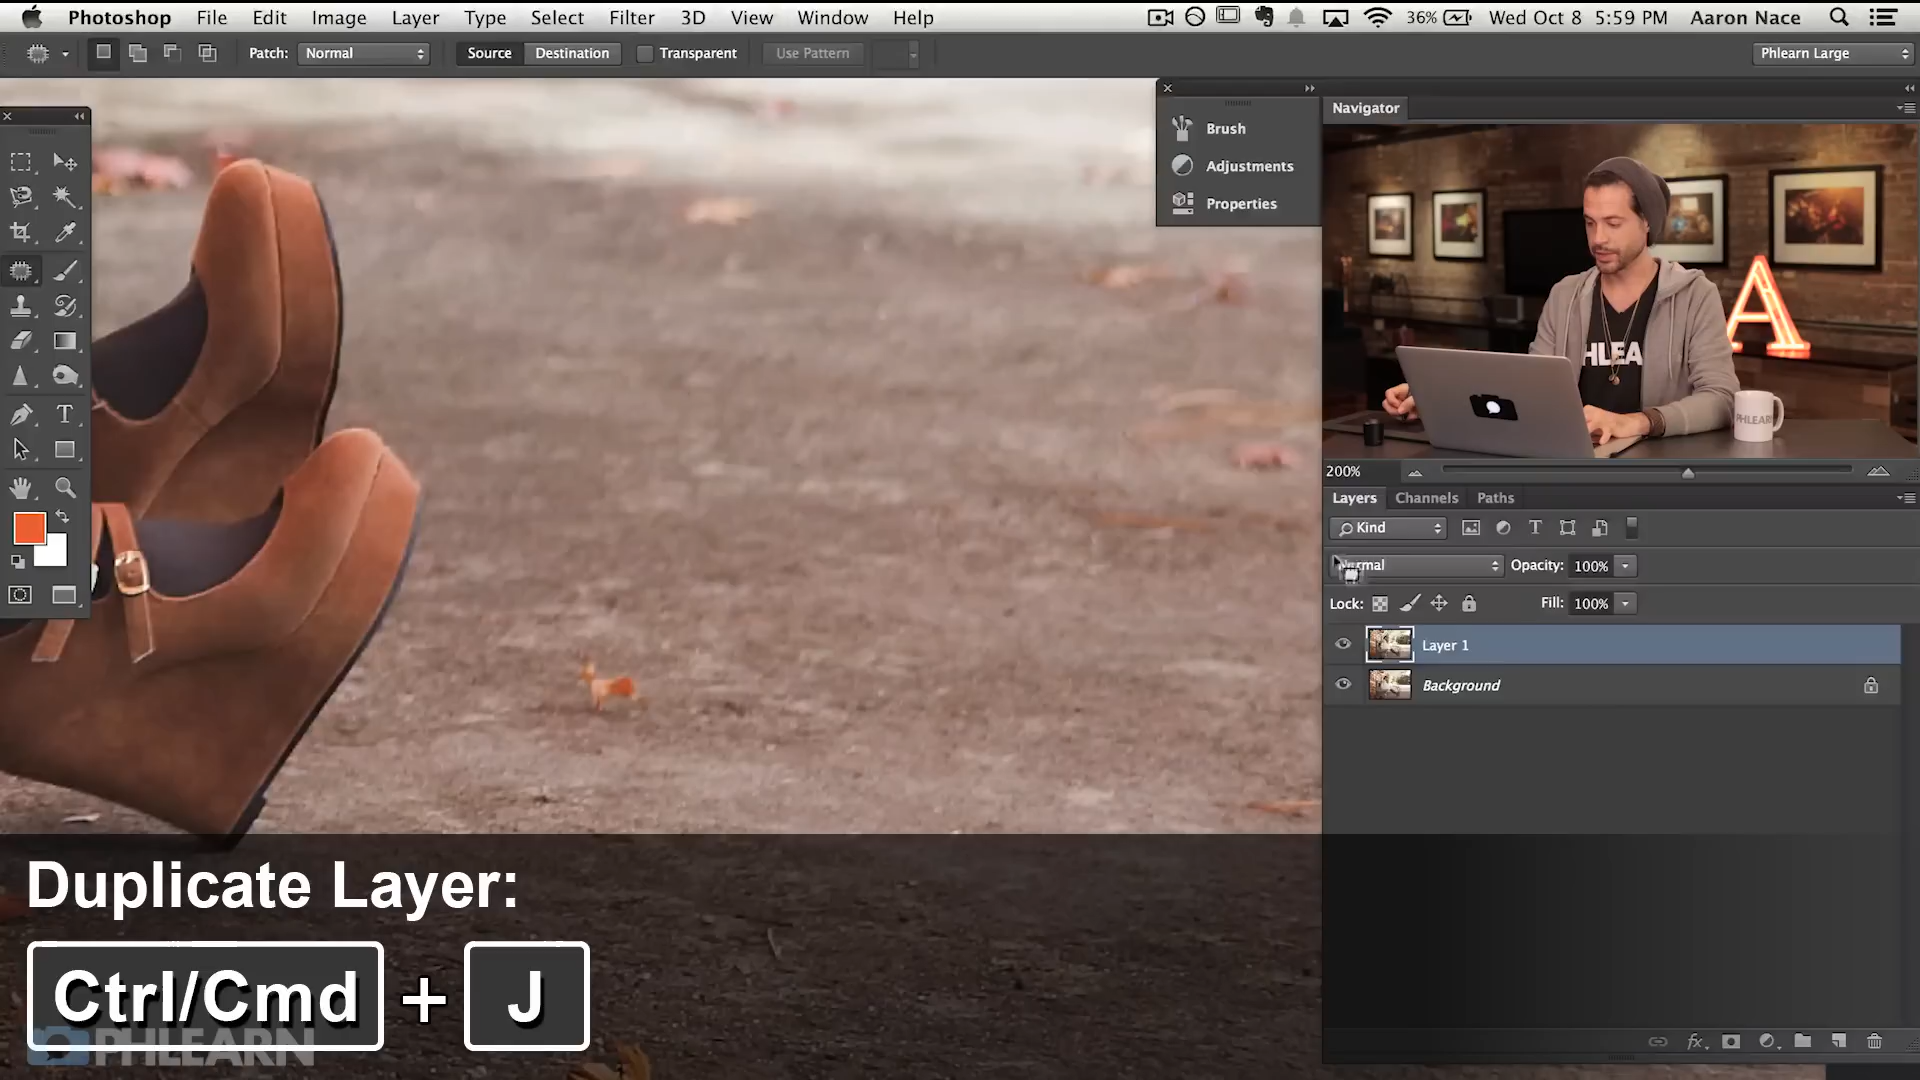 Photoshop File Edit Image Layer Type Select Filter 3D View Window Help 36% Wed Oct 8 5:59 PM Aaron Nace
Patch: Normal Source Destination Transparent Use Pattern Phlearn Large
Navigator
Brush
Adjustments
Properties
A
PHLEARN
200%
Layers Channels Paths
Kind
Opacity: 100%
Lock: Fill: 100%
Layer 1
Background
Duplicate Layer:
Ctrl/Cmd + J
PHLEARN